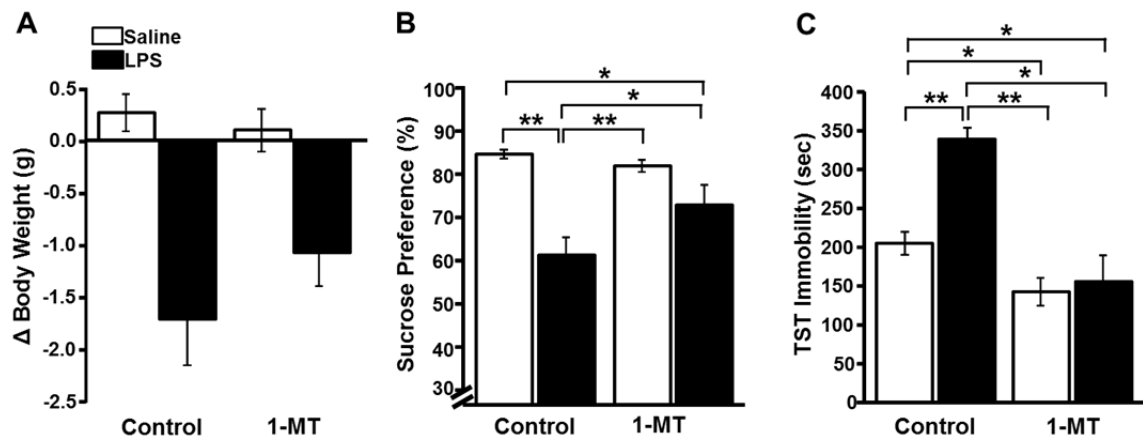 A
Saline
LPS
0.5
0.0
-0.5
-1.0
-1.5
-2.0
-2.5
Δ Body Weight (g)
Control 1-MT
B
100
90
80
70
60
50
40
30
Sucrose Preference (%)
*
*
** **
Control 1-MT
C
400
350
300
250
200
150
100
50
0
TST Immobility (sec)
*
*
*
** **
Control 1-MT